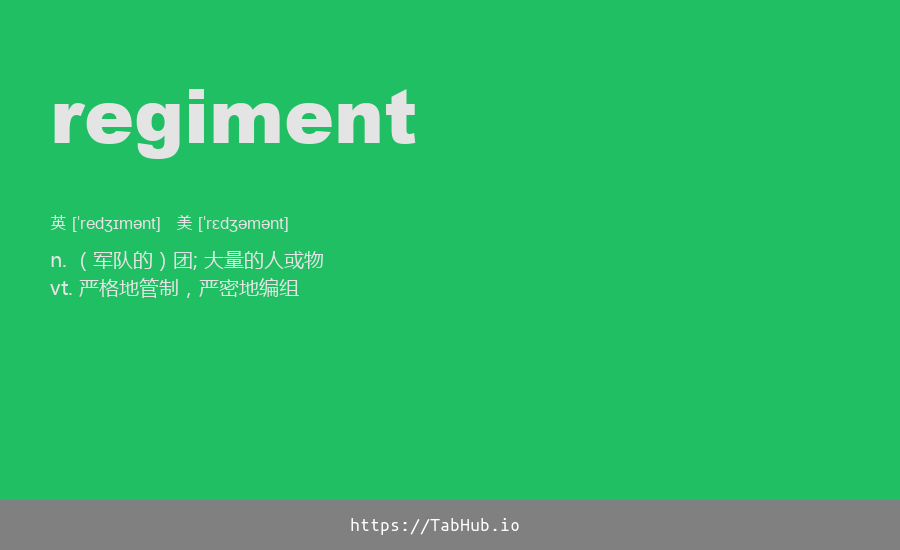 regiment
英 [ˈredʒɪmənt] 美 [ˈrɛdʒəmənt]
n. （军队的）团; 大量的人或物
vt. 严格地管制，严密地编组
https://TabHub.io